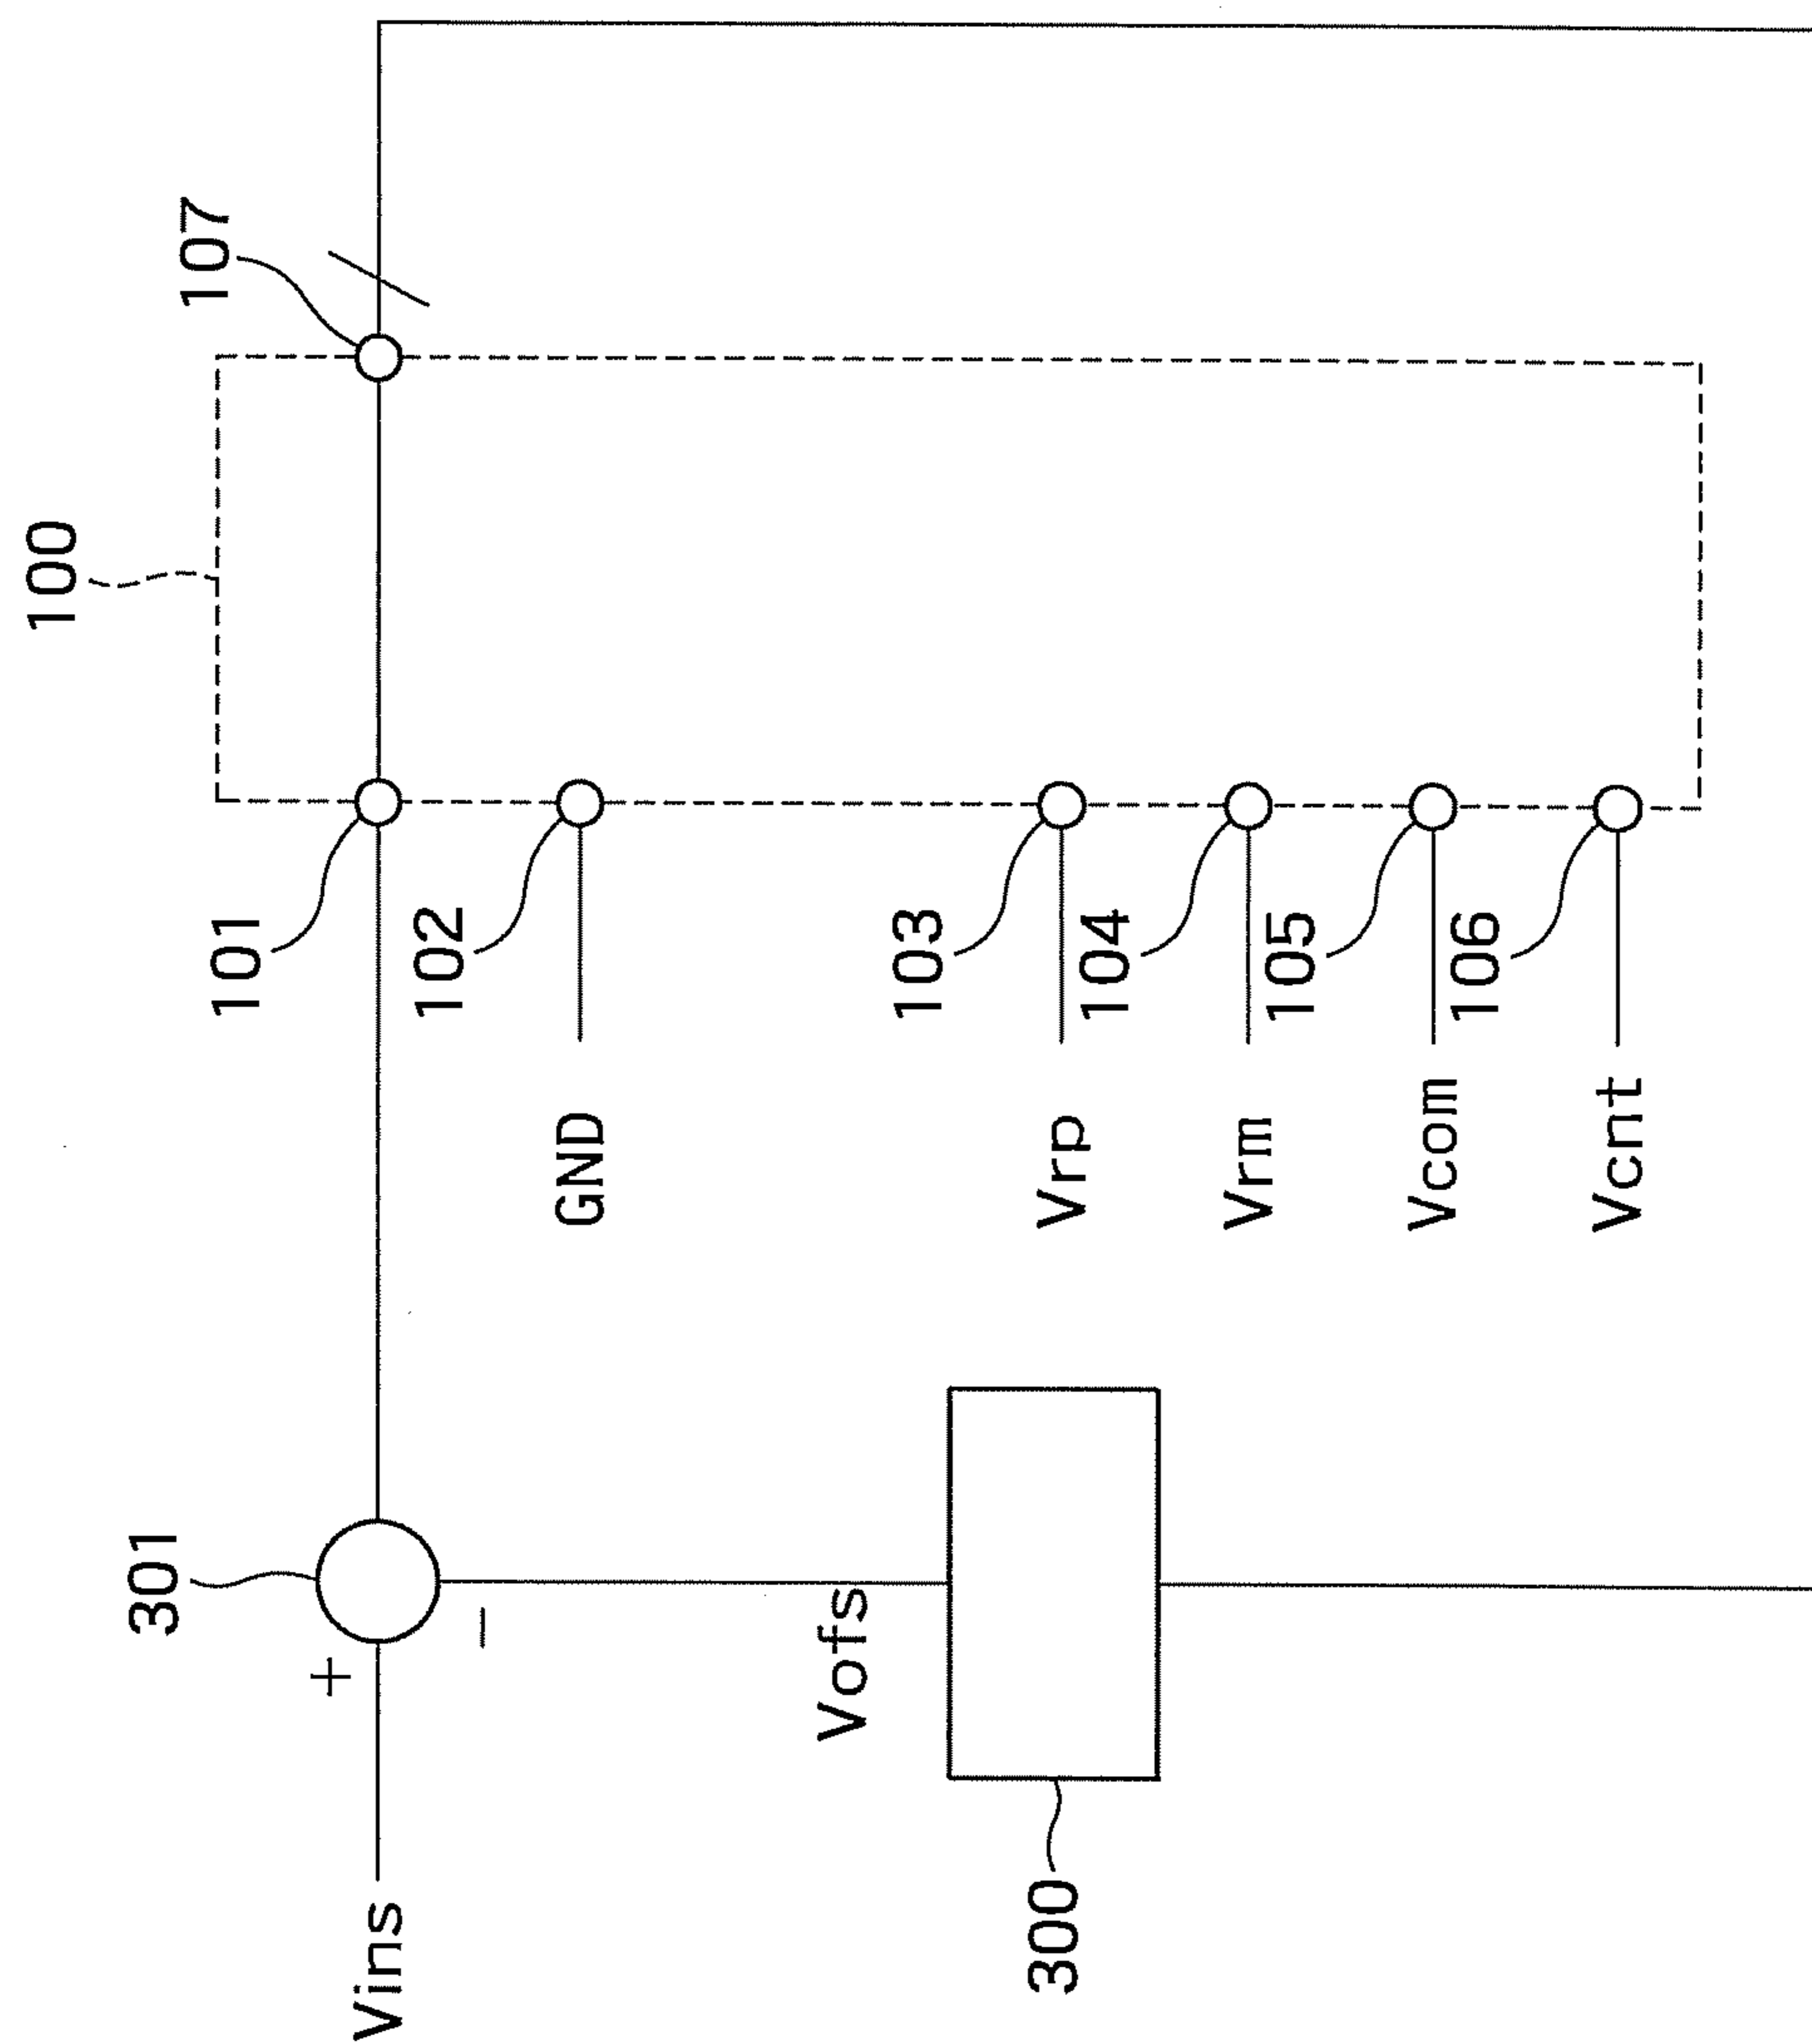 100
107
101
102
103
104
105
106
GND
Vrp
Vrm
Vcom
Vcnt
301
+
−
Vins
Vofs
300